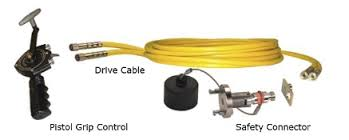 Drive Cable
Pistol Grip Control
Safety Connector